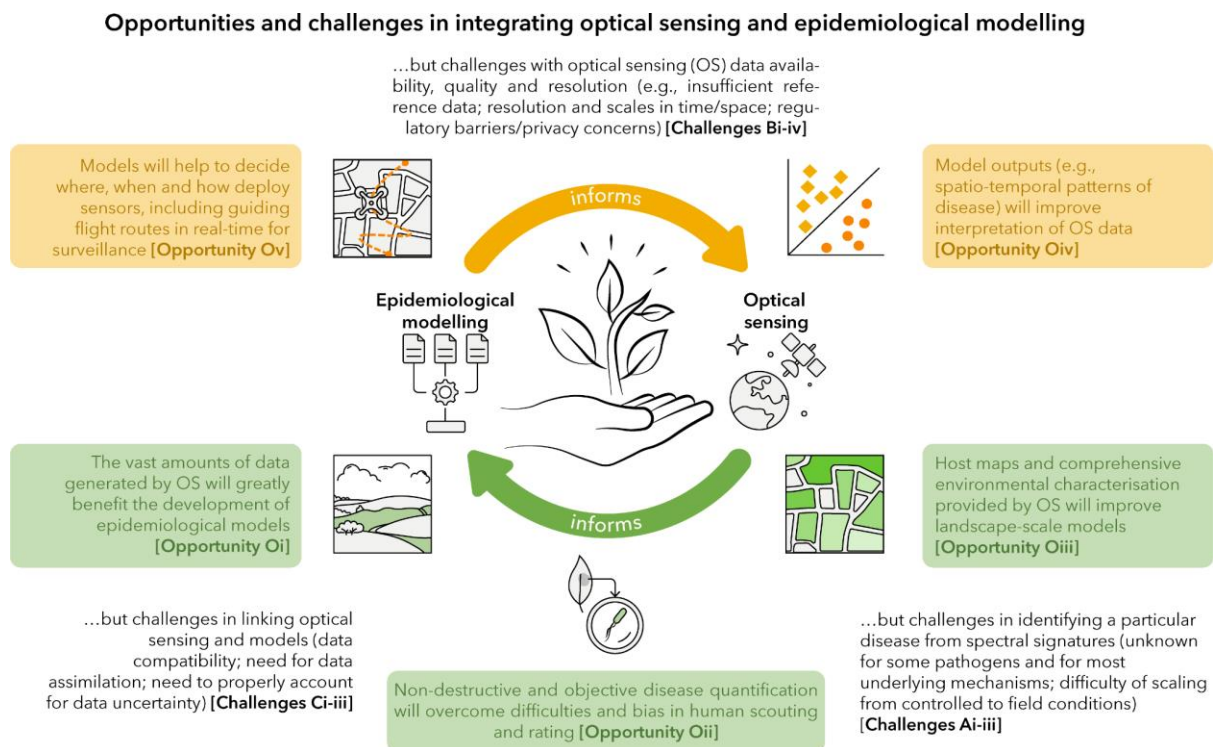 Opportunities and challenges in integrating optical sensing and epidemiological modelling
…but challenges with optical sensing (OS) data availa-
bility, quality and resolution (e.g., insufficient refe-
rence data; resolution and scales in time/space; regu-
latory barriers/privacy concerns) [Challenges Bi-iv]
Models will help to decide
where, when and how deploy
sensors, including guiding
flight routes in real-time for
surveillance [Opportunity Ov]
informs
Model outputs (e.g.,
spatio-temporal patterns of
disease) will improve
interpretation of OS data
[Opportunity Oiv]
Epidemiological
modelling
Optical
sensing
The vast amounts of data
generated by OS will greatly
benefit the development of
epidemiological models
[Opportunity Oi]
informs
Host maps and comprehensive
environmental characterisation
provided by OS will improve
landscape-scale models
[Opportunity Oiii]
…but challenges in linking optical
sensing and models (data
compatibility; need for data
assimilation; need to properly account
for data uncertainty) [Challenges Ci-iii]
Non-destructive and objective disease quantification
will overcome difficulties and bias in human scouting
and rating [Opportunity Oii]
…but challenges in identifying a particular
disease from spectral signatures (unknown
for some pathogens and for most
underlying mechanisms; difficulty of scaling
from controlled to field conditions)
[Challenges Ai-iii]